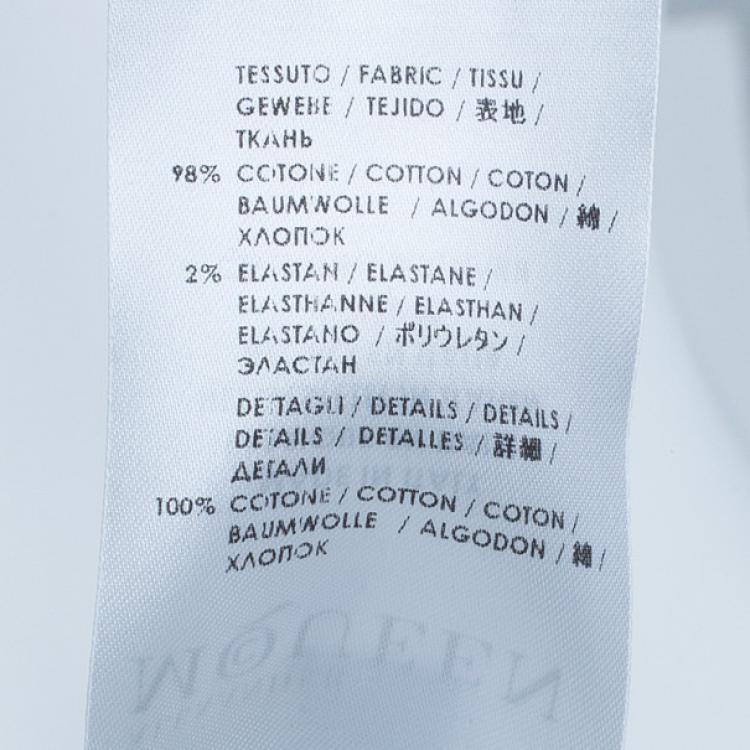 TESSUTO / FABRIC / TISSU /
GEWEBE / TEJIDO / 表地 /
ТКАНЬ
98% COTONE / COTTON / COTON /
BAUMWOLLE / ALGODON / 綿 /
ХЛОПОК
2% ELASTAN / ELASTANE /
ELASTHANNE / ELASTHAN /
ELASTANO / ポリウレタン /
ЭЛАСТАН
DETTAGLI / DETAILS / DETAILS /
DETAILS / DETALLES / 詳細 /
ДЕТАЛИ
100% COTONE / COTTON / COTON /
BAUMWOLLE / ALGODON / 綿 /
ХЛОПОК
MQUEEN